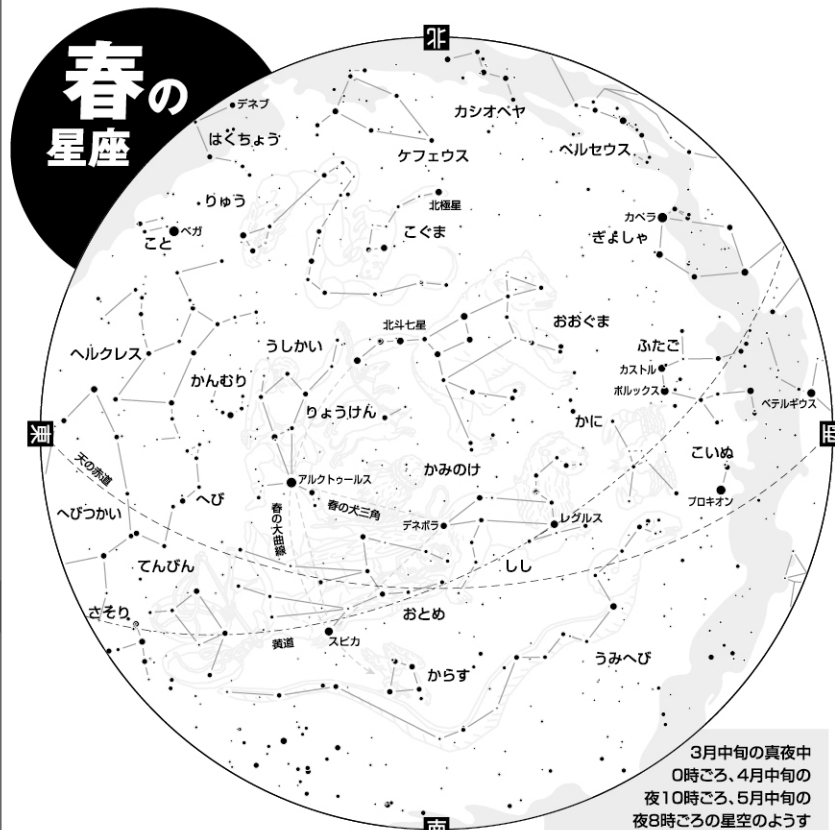 春の
星座
北
デネブ
はくちょう
カシオペヤ
ケフェウス
ペルセウス
りゅう
北極星
こぐま
カペラ
ぎょしゃ
ベガ
こと
おおぐま
北斗七星
ヘルクレス
うしかい
ふたご
カストル
ポルックス
かんむり
りょうけん
ベテルギウス
かに
東
西
天の赤道
かみのけ
こいぬ
アルクトゥールス
プロキオン
へび
春の大曲線
春の大三角
デネボラ
レグルス
へびつかい
てんびん
しし
さそり
おとめ
黄道
スピカ
からす
うみへび
南
3月中旬の真夜中
0時ごろ、4月中旬の
夜10時ごろ、5月中旬の
夜8時ごろの星空のようす